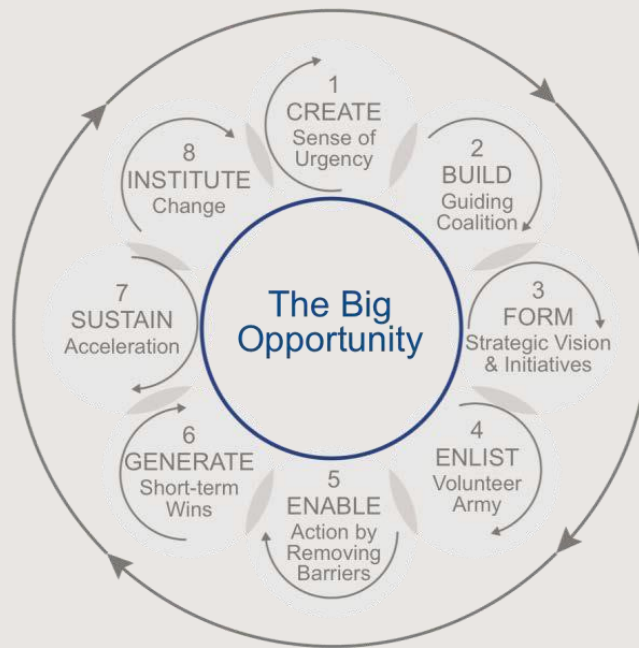 1
CREATE
Sense of
Urgency
2
BUILD
Guiding
Coalition
3
FORM
Strategic Vision
& Initiatives
4
ENLIST
Volunteer
Army
5
ENABLE
Action by
Removing
Barriers
6
GENERATE
Short-term
Wins
7
SUSTAIN
Acceleration
8
INSTITUTE
Change
The Big
Opportunity